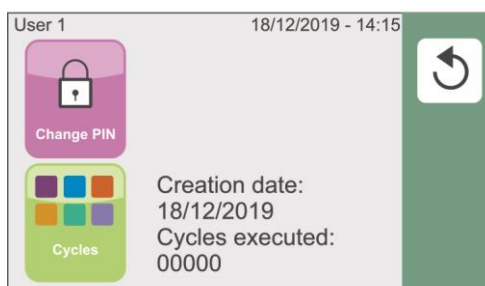 User 1
18/12/2019 - 14:15
Change PIN
Cycles
Creation date:
18/12/2019
Cycles executed:
00000